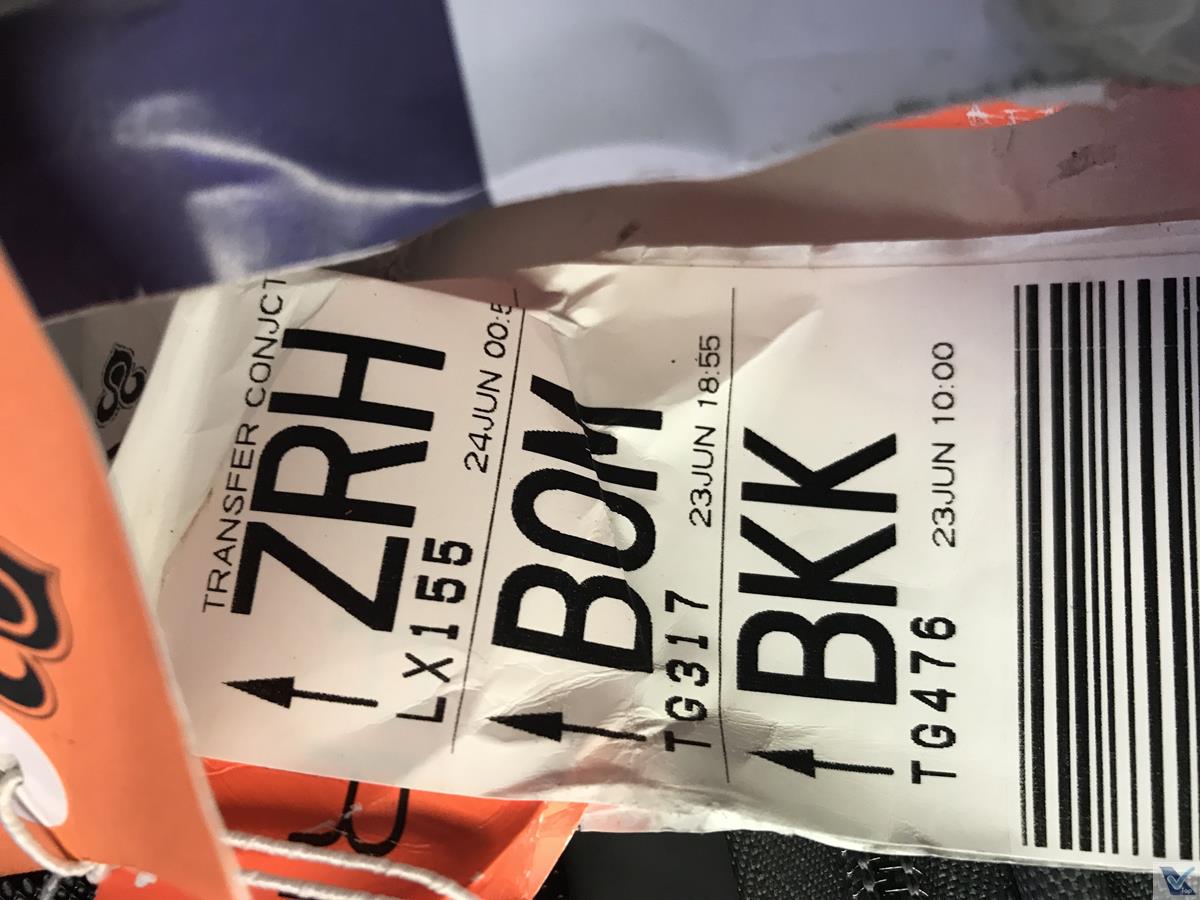 TRANSFER CONJCT
ZRH
LX155 24JUN 00:5
BOM
TG317 23JUN 18:55
BKK
TG476 23JUN 10:00